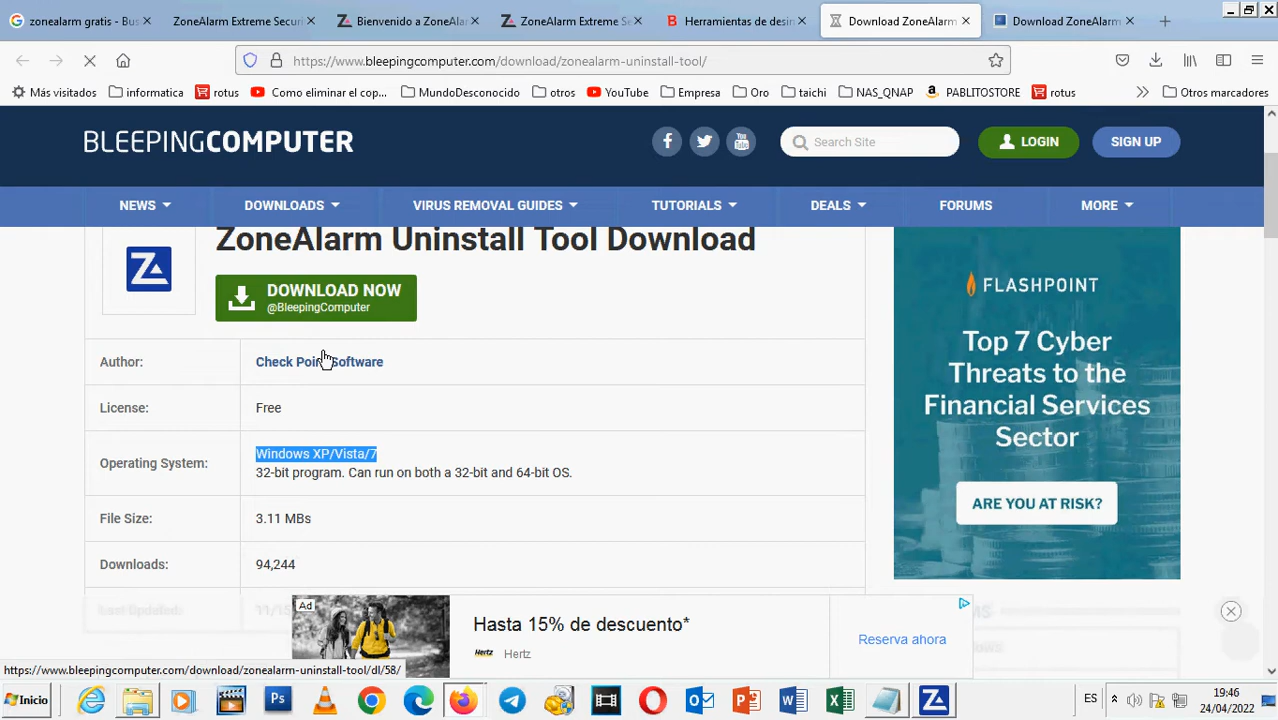 zonealarm gratis - Bus
ZoneAlarm Extreme Securi
Bienvenido a ZoneAlar
ZoneAlarm Extreme Se
Herramientas de desin
Download ZoneAlarm
Download ZoneAlarm
https://www.bleepingcomputer.com/download/zonealarm-uninstall-tool/
Más visitados
informatica
rotus
Como eliminar el cop...
MundoDesconocido
otros
YouTube
Empresa
Oro
taichi
NAS_QNAP
PABLITOSTORE
rotus
Otros marcadores
BLEEPINGCOMPUTER
Search Site
LOGIN
SIGN UP
NEWS
DOWNLOADS
VIRUS REMOVAL GUIDES
TUTORIALS
DEALS
FORUMS
MORE
ZoneAlarm Uninstall Tool Download
DOWNLOAD NOW
@BleepingComputer
Author:
Check Point Software
License:
Free
Operating System:
Windows XP/Vista/7
32-bit program. Can run on both a 32-bit and 64-bit OS.
File Size:
3.11 MBs
Downloads:
94,244
Last Updated:
FLASHPOINT
Top 7 Cyber
Threats to the
Financial Services
Sector
ARE YOU AT RISK?
Ad
Hasta 15% de descuento*
Hertz
Hertz
Reserva ahora
https://www.bleepingcomputer.com/download/zonealarm-uninstall-tool/dl/58/
Inicio
ES
19:46
24/04/2022